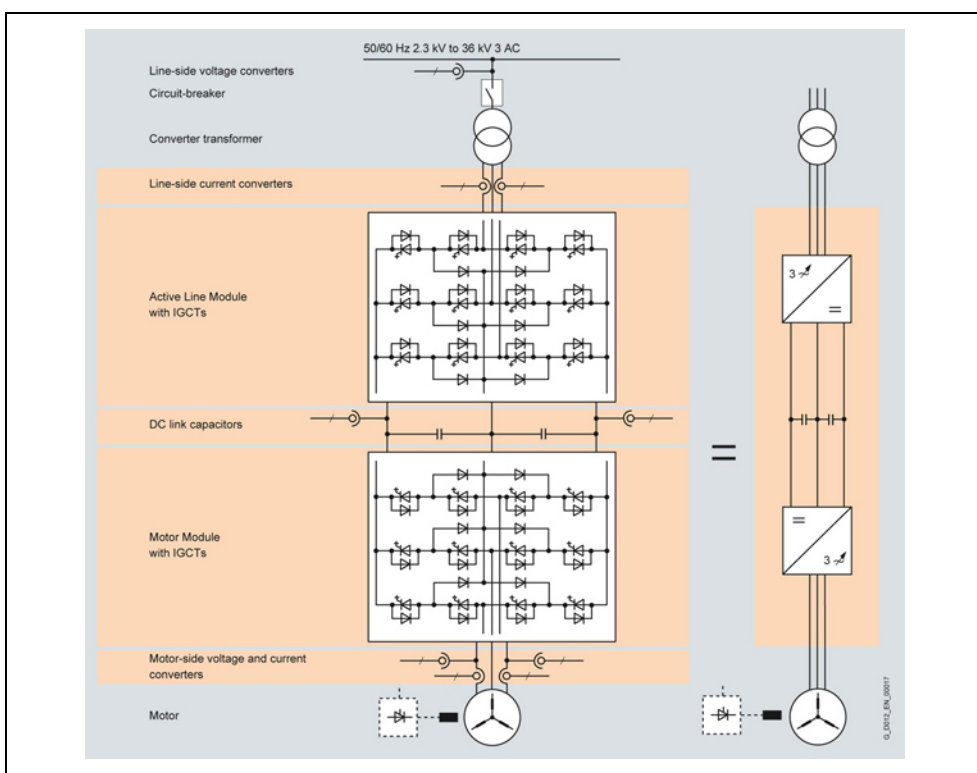 50/60 Hz 2.3 kV to 36 kV 3 AC
Line-side voltage converters
Circuit-breaker
Converter transformer
Line-side current converters
Active Line Module
with IGCTs
DC link capacitors
Motor Module
with IGCTs
Motor-side voltage and current
converters
Motor
3
=
=
=
3
G_D012_EN_00017